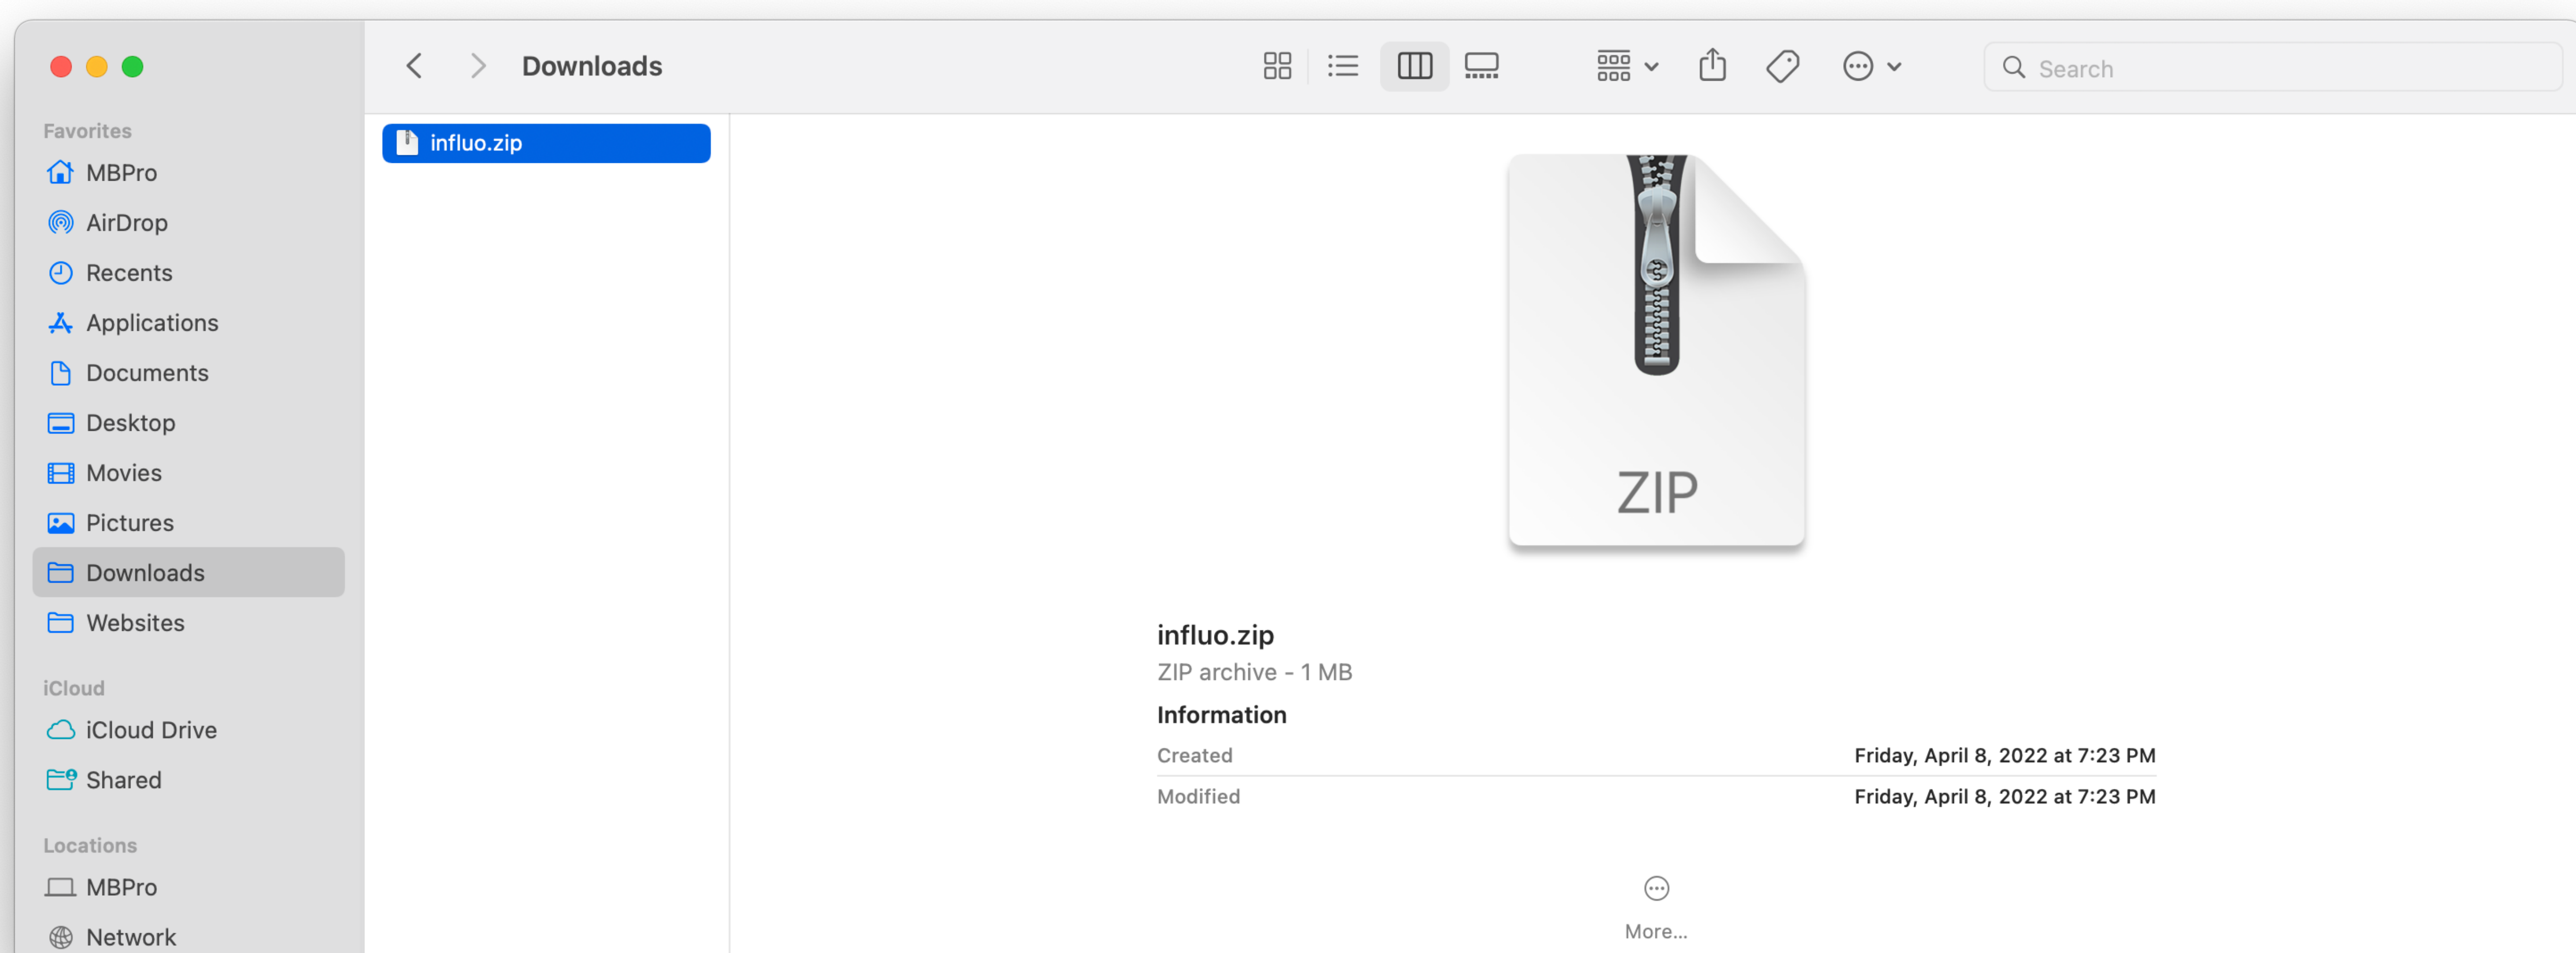 Downloads
Search
Favorites
MBPro
AirDrop
Recents
Applications
Documents
Desktop
Movies
Pictures
Downloads
Websites
iCloud
iCloud Drive
Shared
Locations
MBPro
Network
influo.zip
ZIP
influo.zip
ZIP archive - 1 MB
Information
Created Friday, April 8, 2022 at 7:23 PM
Modified Friday, April 8, 2022 at 7:23 PM
More...